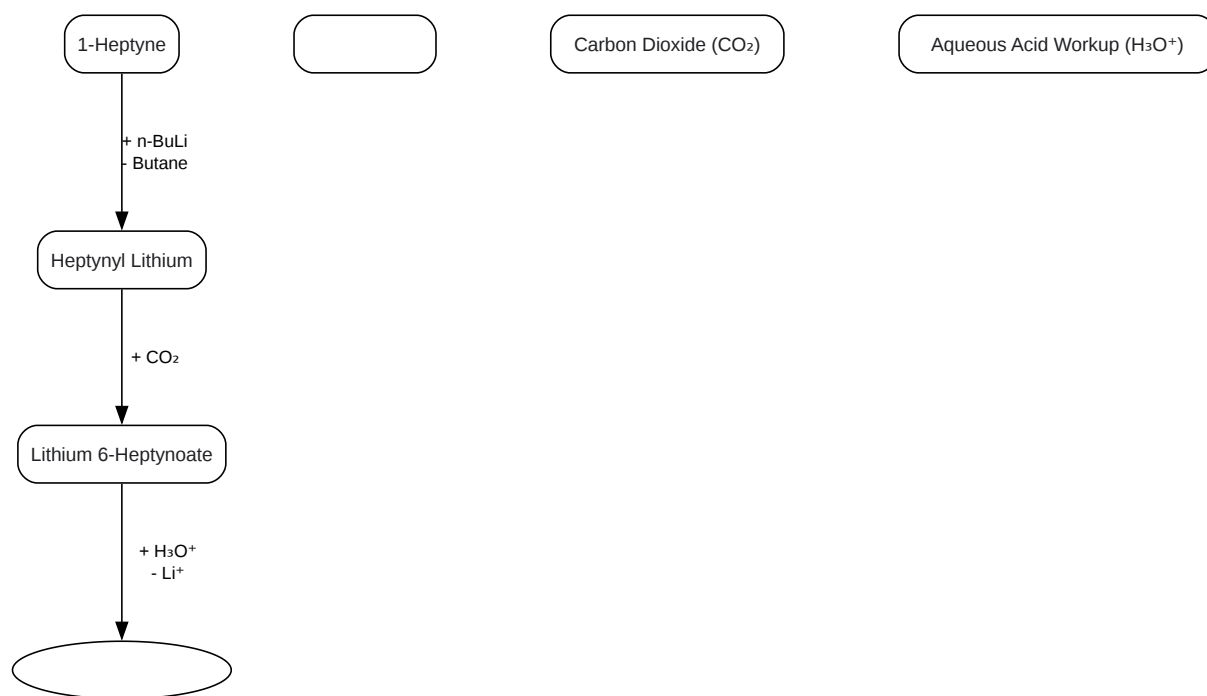 1-Heptyne
Carbon Dioxide (CO₂)
Aqueous Acid Workup (H₃O⁺)
+ n-BuLi
- Butane
Heptynyl Lithium
+ CO₂
Lithium 6-Heptynoate
+ H₃O⁺
- Li⁺